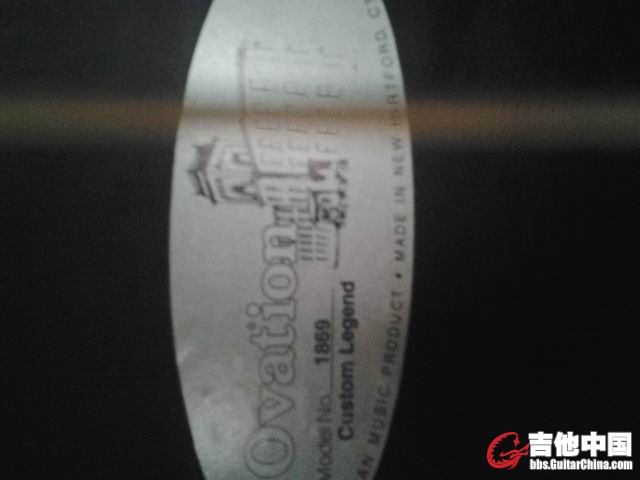 Ovation®
Model No. 1869
Custom Legend
MUSIC PRODUCT • MADE IN NEW HARTFORD, CT
吉他中国
bbs.GuitarChina.com